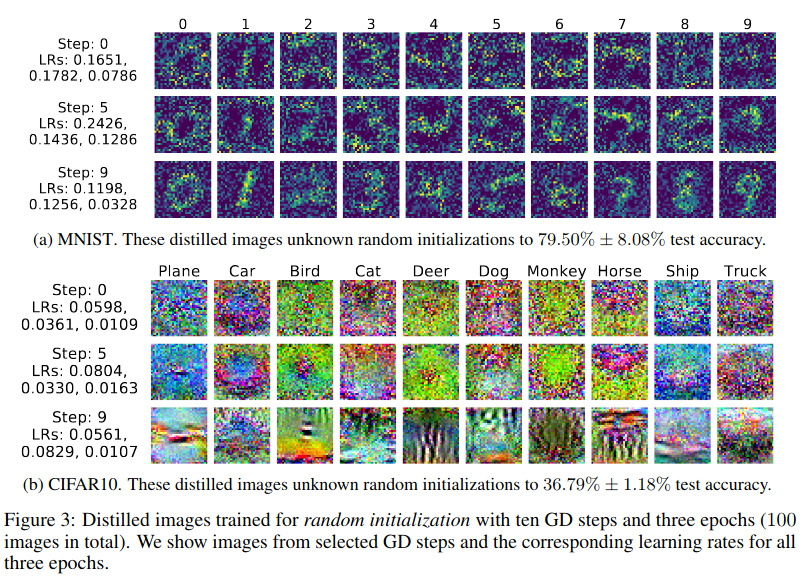 0 1 2 3 4 5 6 7 8 9
Step: 0
LRs: 0.1651,
0.1782, 0.0786
Step: 5
LRs: 0.2426,
0.1436, 0.1286
Step: 9
LRs: 0.1198,
0.1256, 0.0328
(a) MNIST. These distilled images unknown random initializations to 79.50% ± 8.08% test accuracy.
Plane Car Bird Cat Deer Dog Monkey Horse Ship Truck
Step: 0
LRs: 0.0598,
0.0361, 0.0109
Step: 5
LRs: 0.0804,
0.0330, 0.0163
Step: 9
LRs: 0.0561,
0.0829, 0.0107
(b) CIFAR10. These distilled images unknown random initializations to 36.79% ± 1.18% test accuracy.
Figure 3: Distilled images trained for random initialization with ten GD steps and three epochs (100
images in total). We show images from selected GD steps and the corresponding learning rates for all
three epochs.